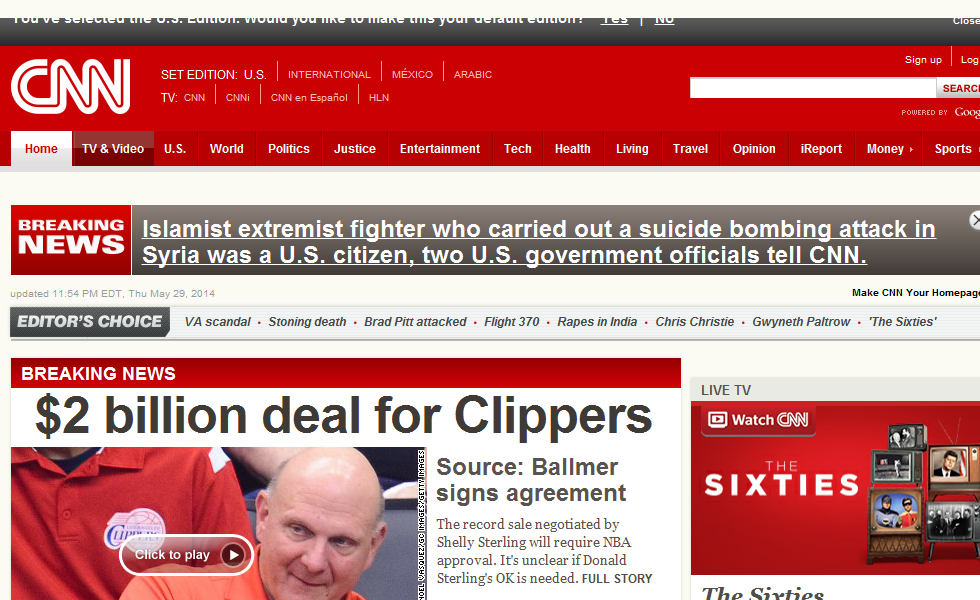 You've selected the U.S. Edition. Would you like to make this your default edition? Yes | No
Close
CNN
SET EDITION: U.S. INTERNATIONAL MÉXICO ARABIC
TV: CNN CNNi CNN en Español HLN
Sign up Log
SEARCH
POWERED BY Goog
Home TV & Video U.S. World Politics Justice Entertainment Tech Health Living Travel Opinion iReport Money Sports
BREAKING NEWS
Islamist extremist fighter who carried out a suicide bombing attack in
Syria was a U.S. citizen, two U.S. government officials tell CNN.
updated 11:54 PM EDT, Thu May 29, 2014
Make CNN Your Homepage
EDITOR'S CHOICE VA scandal • Stoning death • Brad Pitt attacked • Flight 370 • Rapes in India • Chris Christie • Gwyneth Paltrow • 'The Sixties'
BREAKING NEWS
$2 billion deal for Clippers
Source: Ballmer
signs agreement
The record sale negotiated by
Shelly Sterling will require NBA
approval. It's unclear if Donald
Sterling's OK is needed. FULL STORY
CLIPPERS
Click to play
NOEL VASQUEZ/GC IMAGES/GETTY IMAGES
LIVE TV
Watch CNN
THE
SIXTIES
The Sixties